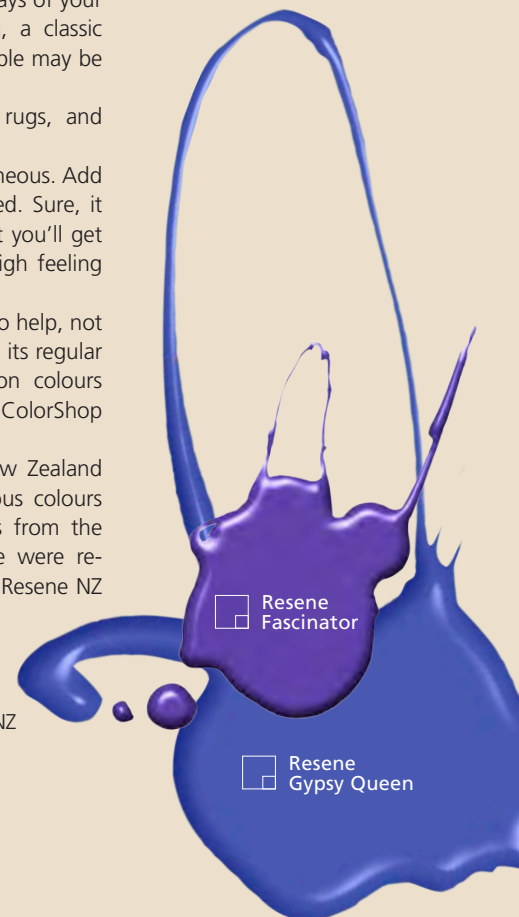 ays of your
, a classic
ple may be
rugs, and
neous. Add
ed. Sure, it
t you'll get
igh feeling
o help, not
its regular
on colours
ColorShop
w Zealand
ous colours
s from the
e were re-
Resene NZ
NZ
Resene
Fascinator
Resene
Gypsy Queen